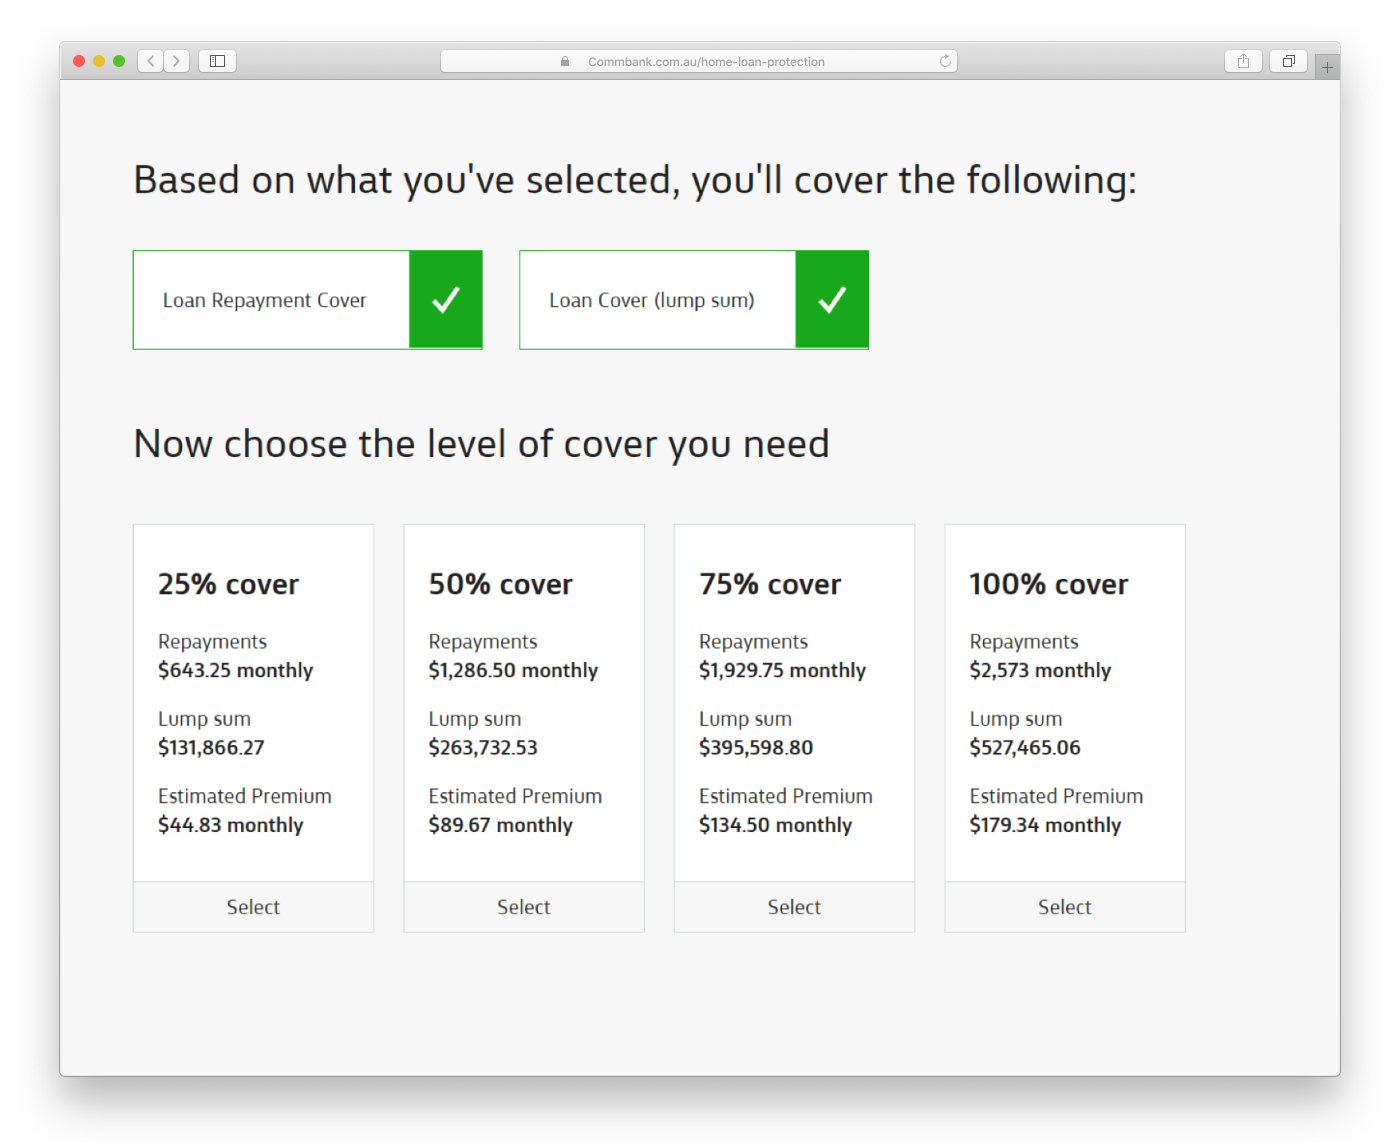 Commbank.com.au/home-loan-protection
Based on what you've selected, you'll cover the following:
Loan Repayment Cover
Loan Cover (lump sum)
Now choose the level of cover you need
25% cover
Repayments
$643.25 monthly
Lump sum
$131,866.27
Estimated Premium
$44.83 monthly
Select
50% cover
Repayments
$1,286.50 monthly
Lump sum
$263,732.53
Estimated Premium
$89.67 monthly
Select
75% cover
Repayments
$1,929.75 monthly
Lump sum
$395,598.80
Estimated Premium
$134.50 monthly
Select
100% cover
Repayments
$2,573 monthly
Lump sum
$527,465.06
Estimated Premium
$179.34 monthly
Select